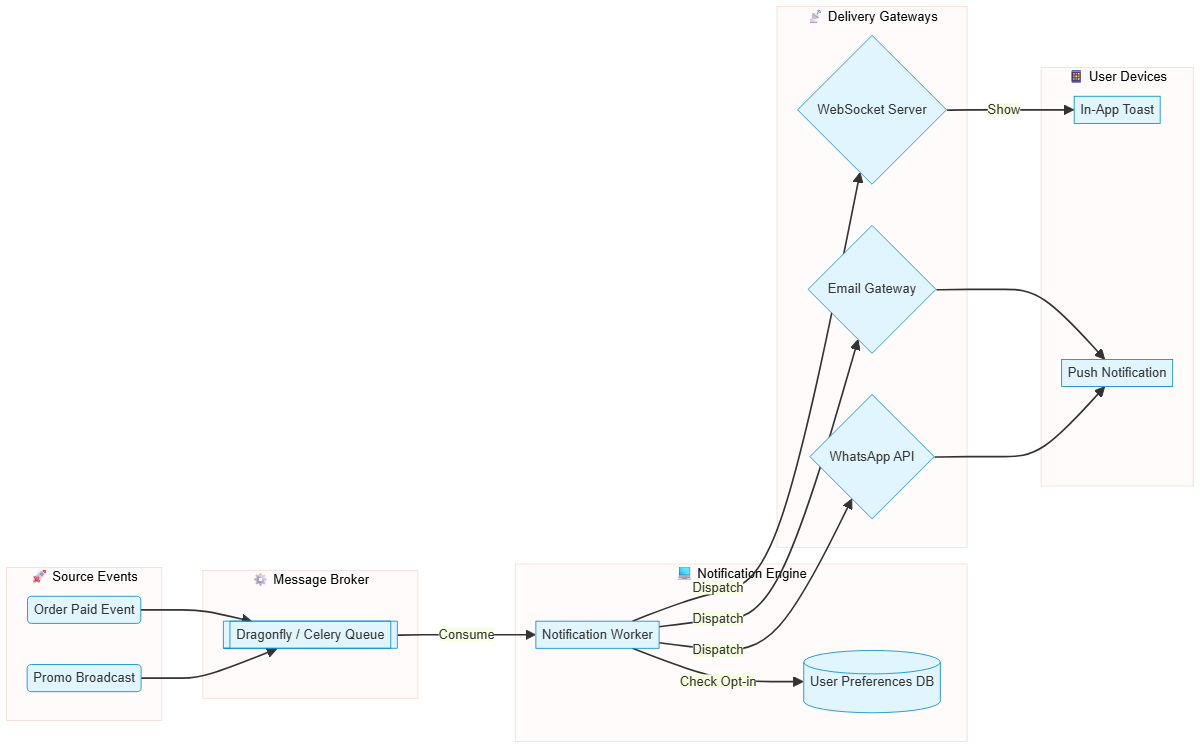 Delivery Gateways
User Devices
WebSocket Server
Show
In-App Toast
Email Gateway
Push Notification
WhatsApp API
Source Events
Order Paid Event
Promo Broadcast
Message Broker
Dragonfly / Celery Queue
Consume
Notification Engine
Dispatch
Dispatch
Notification Worker
Dispatch
Check Opt-in
User Preferences DB